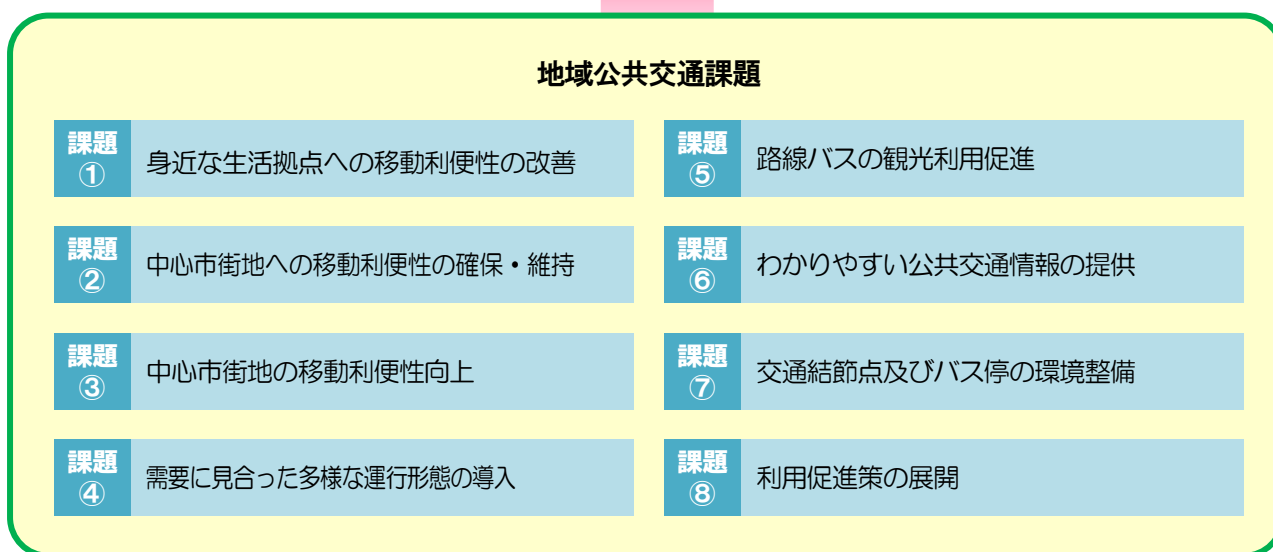 地域公共交通課題
課題
①
身近な生活拠点への移動利便性の改善
課題
②
中心市街地への移動利便性の確保・維持
課題
③
中心市街地の移動利便性向上
課題
④
需要に見合った多様な運行形態の導入
課題
⑤
路線バスの観光利用促進
課題
⑥
わかりやすい公共交通情報の提供
課題
⑦
交通結節点及びバス停の環境整備
課題
⑧
利用促進策の展開